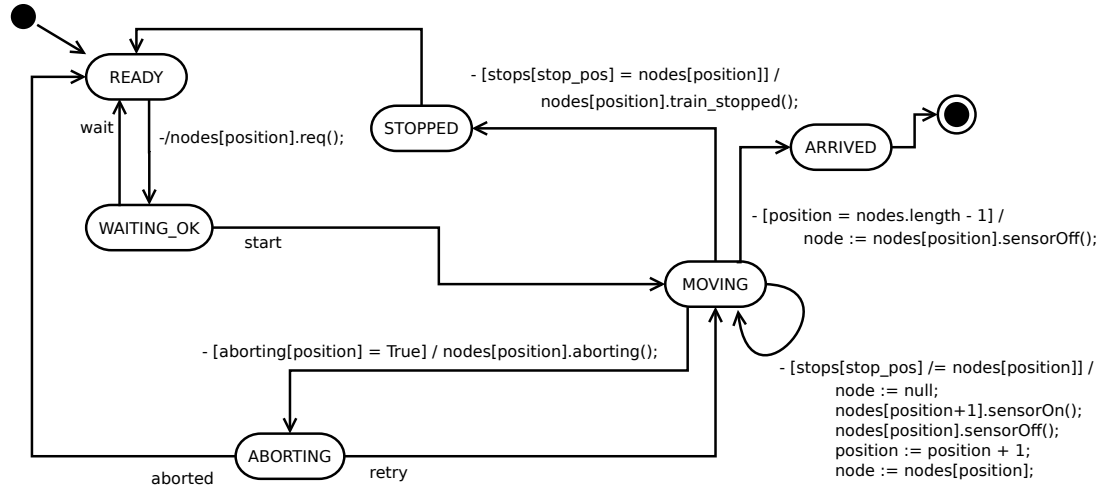 - [stops[stop_pos] = nodes[position]] /
nodes[position].train_stopped();
READY
wait
-/nodes[position].req();
STOPPED
ARRIVED
WAITING_OK
start
- [position = nodes.length - 1] /
node := nodes[position].sensorOff();
MOVING
- [aborting[position] = True] / nodes[position].aborting();
- [stops[stop_pos] /= nodes[position]] /
node := null;
nodes[position+1].sensorOn();
nodes[position].sensorOff();
position := position + 1;
node := nodes[position];
ABORTING
aborted
retry